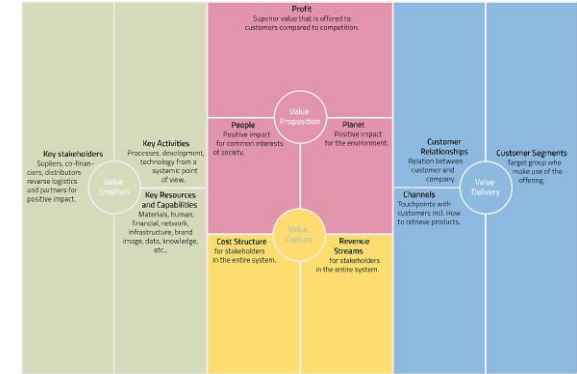 Profit
Superior value that is offered to
customers compared to competition.
Value
Proposition
People
Positive impact
for common interests
of society.
Planet
Positive impact
for the environment.
Key stakeholders
Supliers, co-finan-
ciers, distributors
reverse logistics
and partners for
positive impact.
Value
Creation
Key Activities
Processes, development,
technology from a
systemic point
of view.
Key Resources
and Capabilities
Materials, human,
financial, network,
infrastructure, brand
image, data, knowledge,
etc..
Value
Capture
Cost Structure
for stakeholders
in the entire system.
Revenue
Streams
for stakeholders
in the entire system.
Customer
Relationships
Relation between
customer and
company.
Channels
Touchpoints with
customers incl. How
to retrieve products.
Value
Delivery
Customer Segments
Target group who
make use of the
offering.